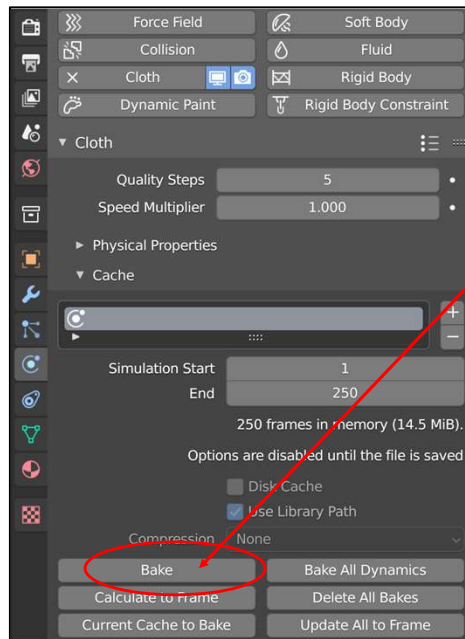 Force Field Soft Body
Collision Fluid
Cloth Rigid Body
Dynamic Paint Rigid Body Constraint
Cloth
Quality Steps 5
Speed Multiplier 1.000
Physical Properties
Cache
Simulation Start 1
End 250
250 frames in memory (14.5 MiB).
Options are disabled until the file is saved
Disk Cache
Use Library Path
Compression None
Bake Bake All Dynamics
Calculate to Frame Delete All Bakes
Current Cache to Bake Update All to Frame